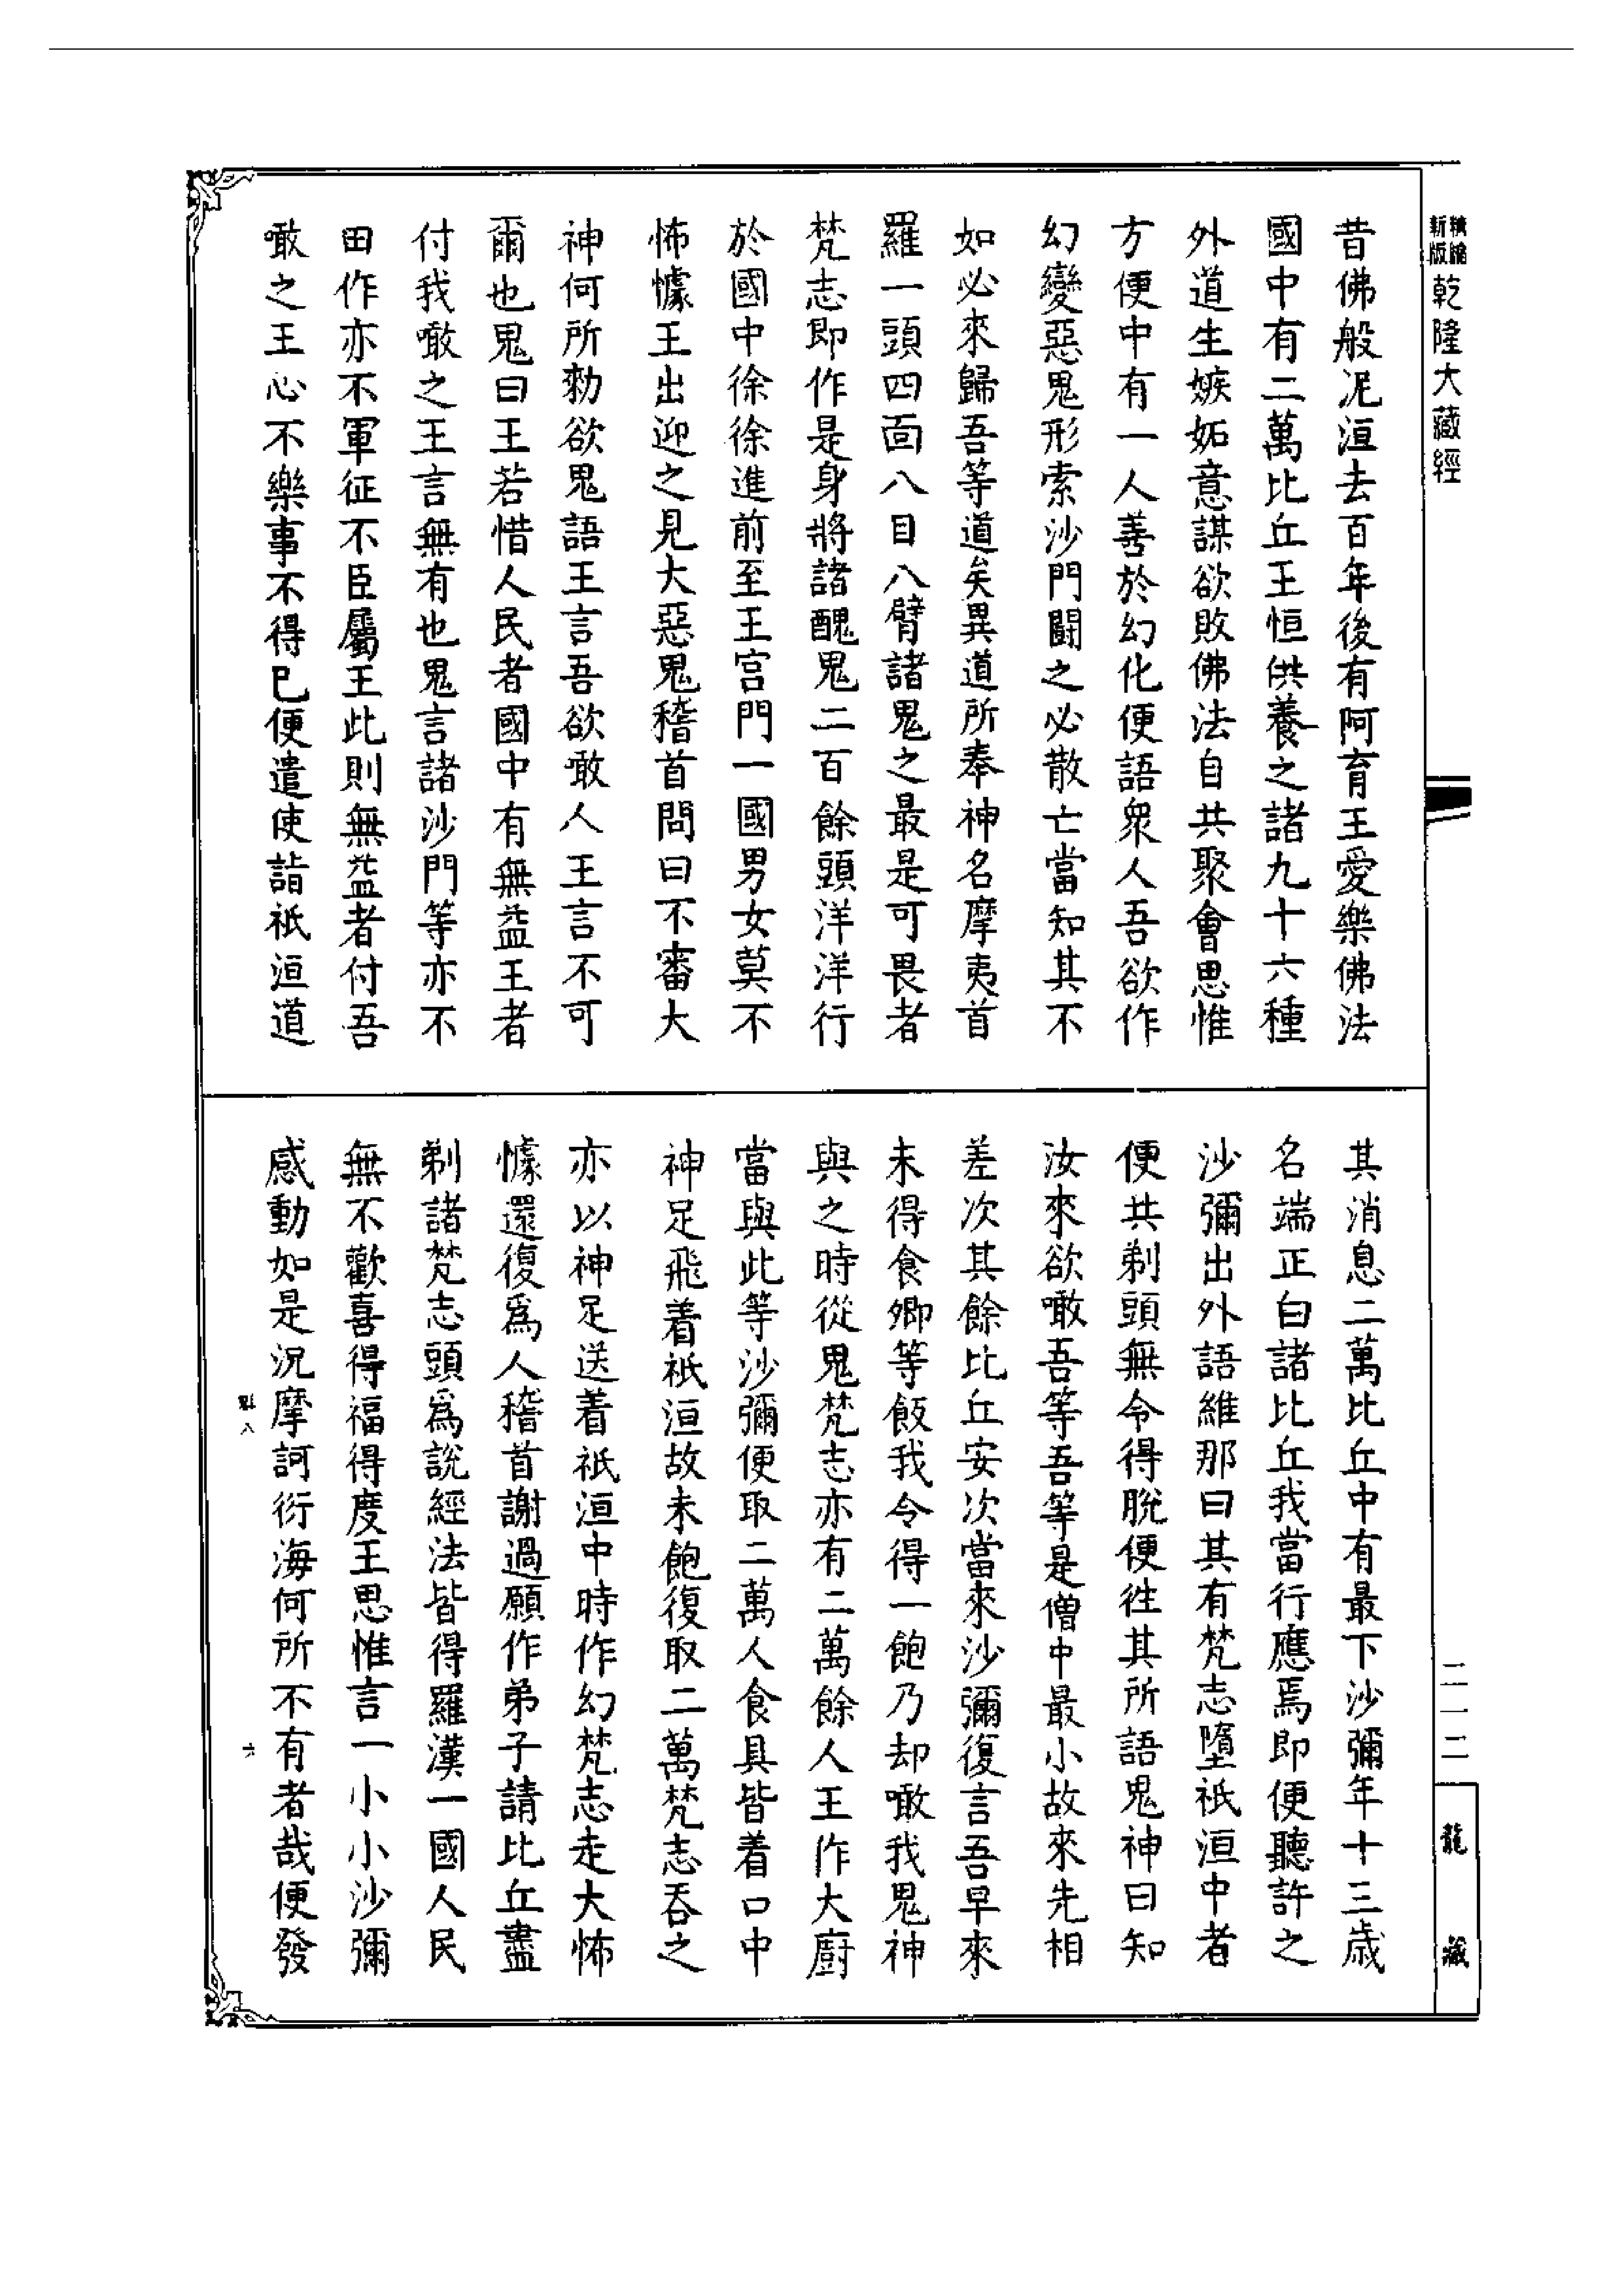 精編
新版
乾隆大藏經
昔佛般泥洹去百年後有阿育王愛樂佛法
國中有二萬比丘王恒供養之諸九十六種
外道生嫉妬意謀欲敗佛法自共聚會思惟
方便中有一人善於幻化便語衆人吾欲作
幻變惡鬼形索沙門鬭之必散亡當知其不
如必來歸吾等道矣異道所奉神名摩夷首
羅一頭四面八目八臂諸鬼之最是可畏者
梵志即作是身將諸醜鬼二百餘頭洋洋行
於國中徐徐進前至王宮門一國男女莫不
怖懅王出迎之見大惡鬼稽首問曰不審大
神何所勑欲鬼語王言吾欲噉人王言不可
爾也鬼曰王若惜人民者國中有無益王者
付我噉之王言無有也鬼言諸沙門等亦不
田作亦不軍征不臣屬王此則無益者付吾
噉之王心不樂事不得已便遣使詣祇洹道
其消息二萬比丘中有最下沙彌年十三歲
名端正白諸比丘我當行應焉即便聽許之
沙彌出外語維那曰其有梵志墮祇洹中者
便共剃頭無令得脫便往其所語鬼神曰知
汝來欲噉吾等吾等是僧中最小故來先相
差次其餘比丘安次當來沙彌復言吾早來
未得食卿等飯我令得一飽乃却噉我鬼神
與之時從鬼梵志亦有二萬餘人王作大廚
當與此等沙彌便取二萬人食具皆着口中
神足飛着祇洹故未飽復取二萬梵志吞之
亦以神足送着祇洹中時作幻梵志走大怖
懅還復爲人稽首謝過願作弟子請比丘盡
剃諸梵志頭爲說經法皆得羅漢一國人民
無不歡喜得福得度王思惟言一小小沙彌
感動如是況摩訶衍海何所不有者哉便發
六
二一二
龍藏